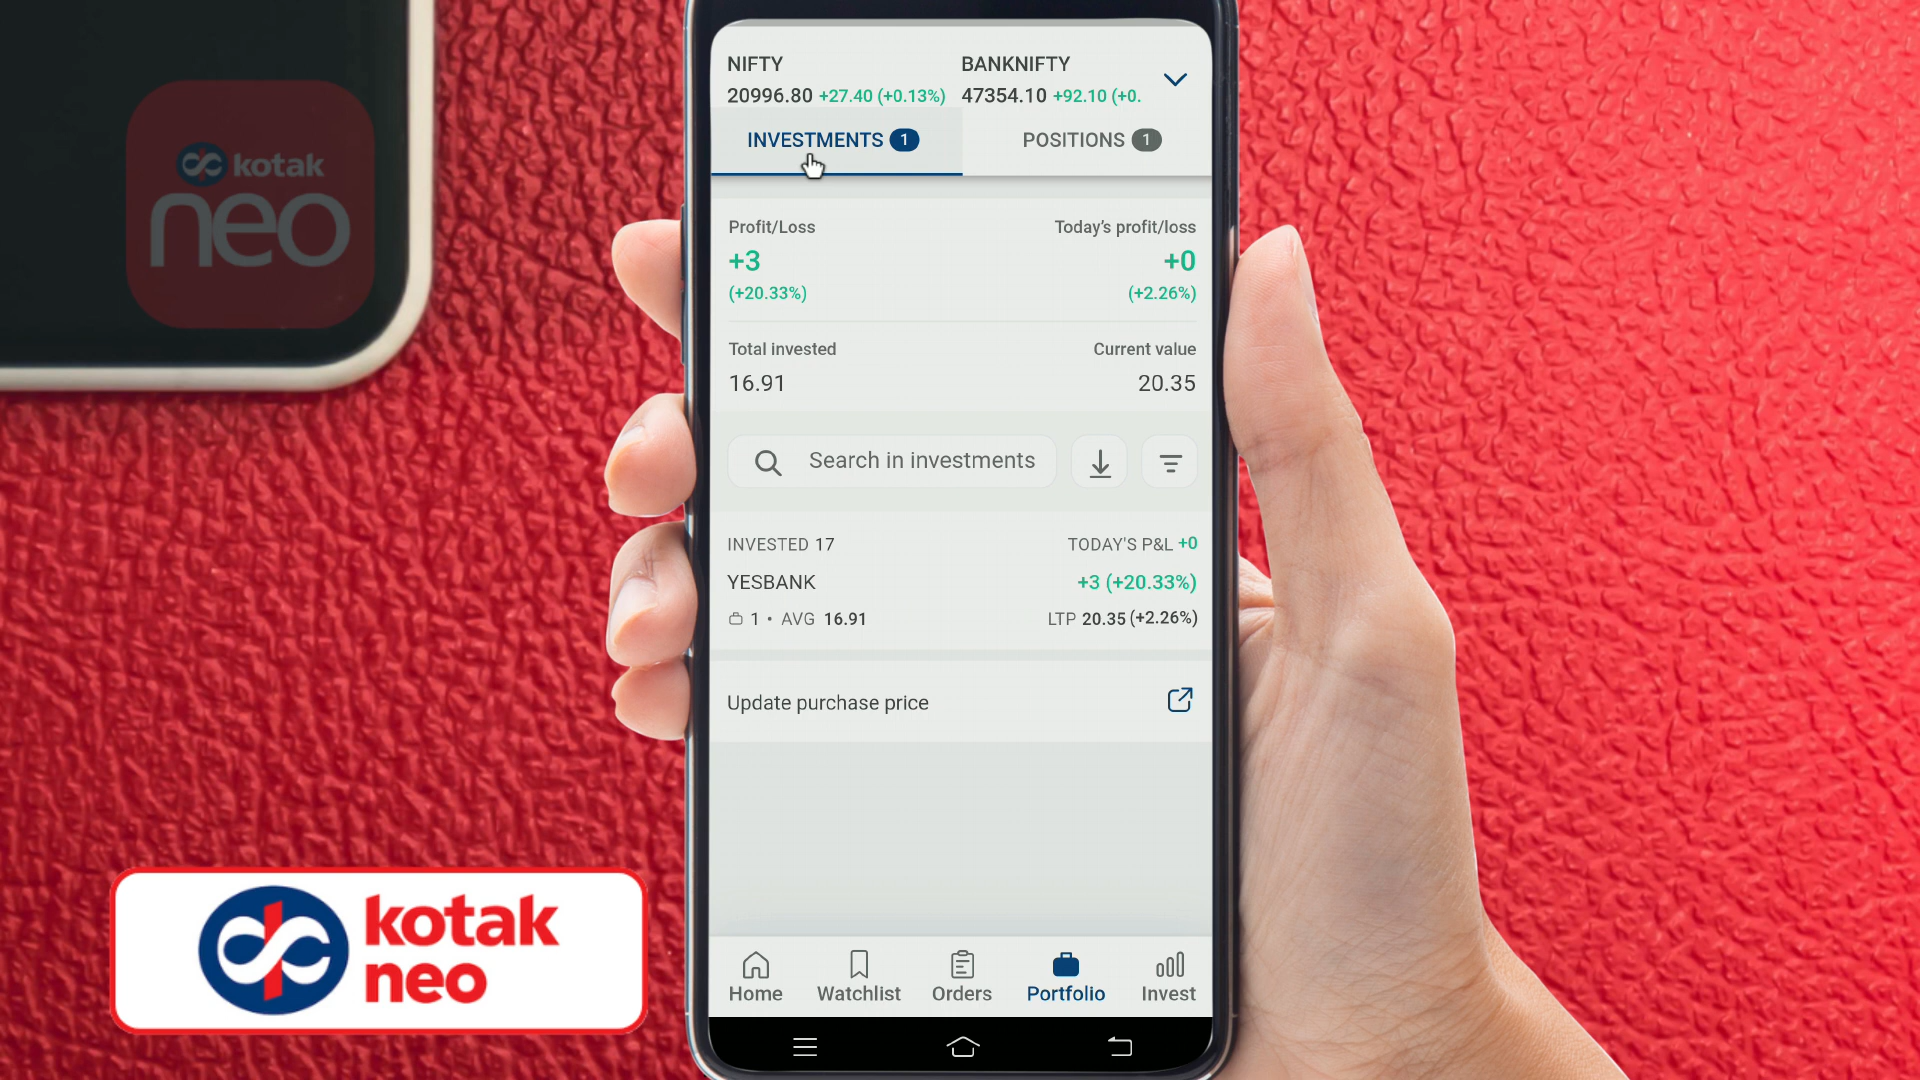 kotak
neo
NIFTY
20996.80 +27.40 (+0.13%)
BANKNIFTY
47354.10 +92.10 (+0.
INVESTMENTS 1
POSITIONS 1
Profit/Loss
Today's profit/loss
+3
+0
(+20.33%)
(+2.26%)
Total invested
Current value
16.91
20.35
Search in investments
INVESTED 17
TODAY'S P&L +0
YESBANK
+3 (+20.33%)
1 • AVG 16.91
LTP 20.35 (+2.26%)
Update purchase price
Home
Watchlist
Orders
Portfolio
Invest
kotak
neo